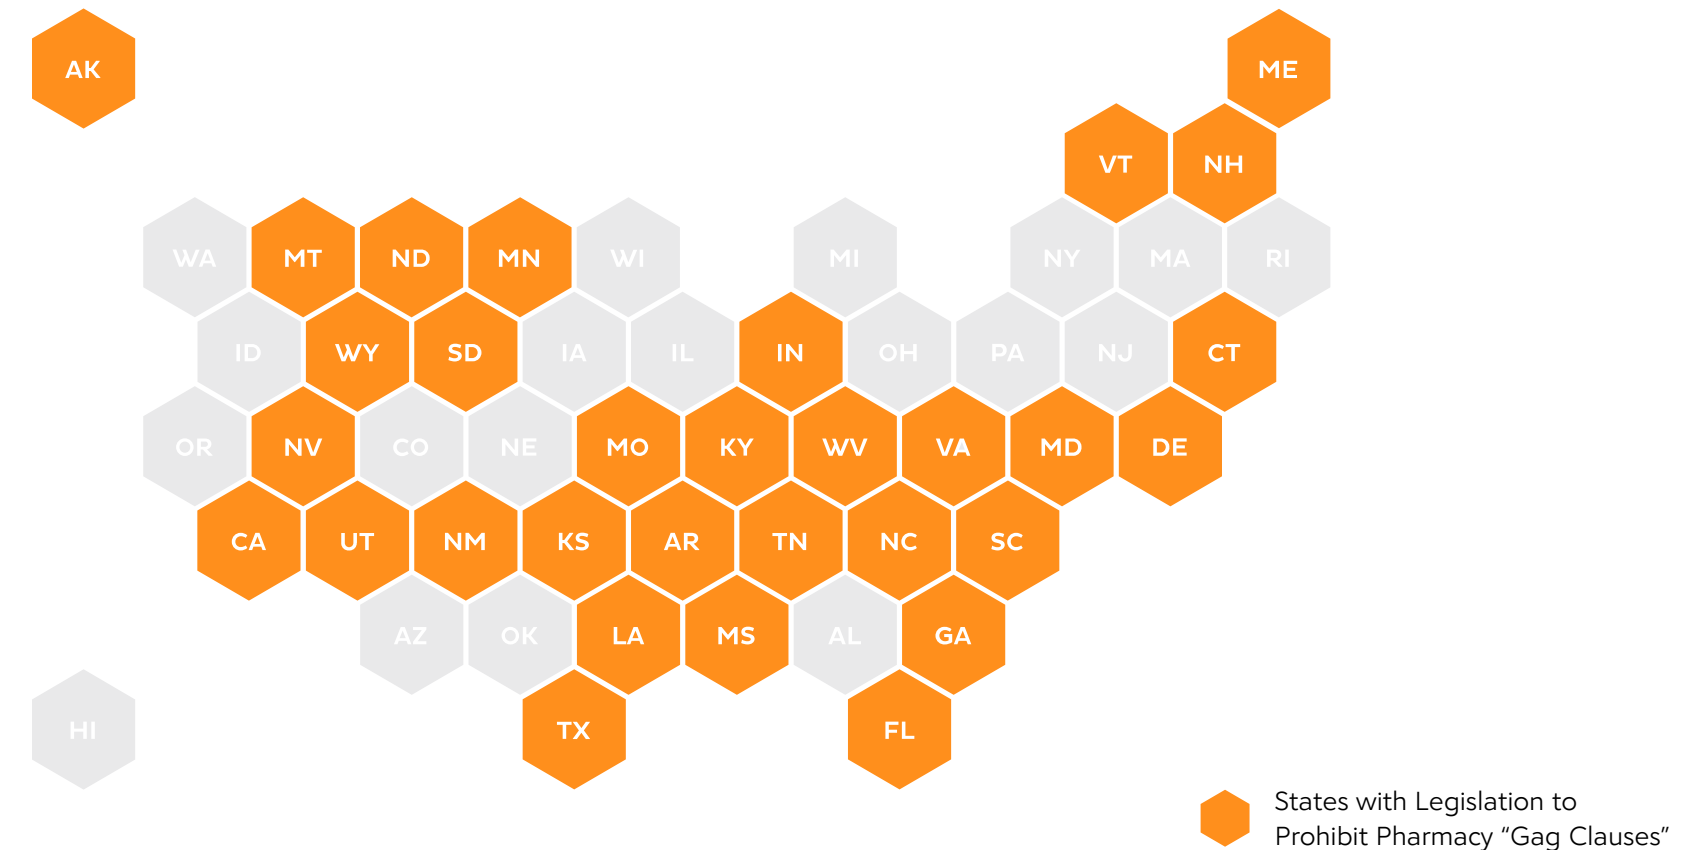 AK
ME
VT NH
WA MT ND MN WI MI NY MA RI
ID WY SD IA IL IN OH PA NJ CT
OR NV CO NE MO KY WV VA MD DE
CA UT NM KS AR TN NC SC
AZ OK LA MS AL GA
HI TX FL
States with Legislation to
Prohibit Pharmacy “Gag Clauses”